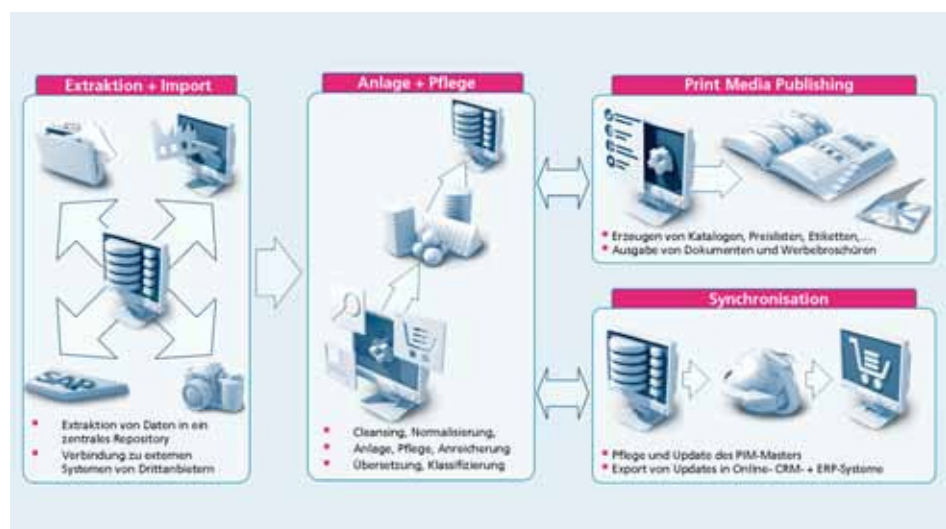 Extraktion + Import
SAP
Extraktion von Daten in ein
zentrales Repository
Verbindung zu externen
Systemen von Drittanbietern
Anlage + Pflege
Cleansing, Normalisierung,
Anlage, Pflege, Anreicherung
Übersetzung, Klassifizierung
Print Media Publishing
Erzeugen von Katalogen, Preislisten, Etiketten,...
Ausgabe von Dokumenten und Werbebroschüren
Synchronisation
Pflege und Update des PIM-Masters
Export von Updates in Online- CRM- + ERP-Systeme